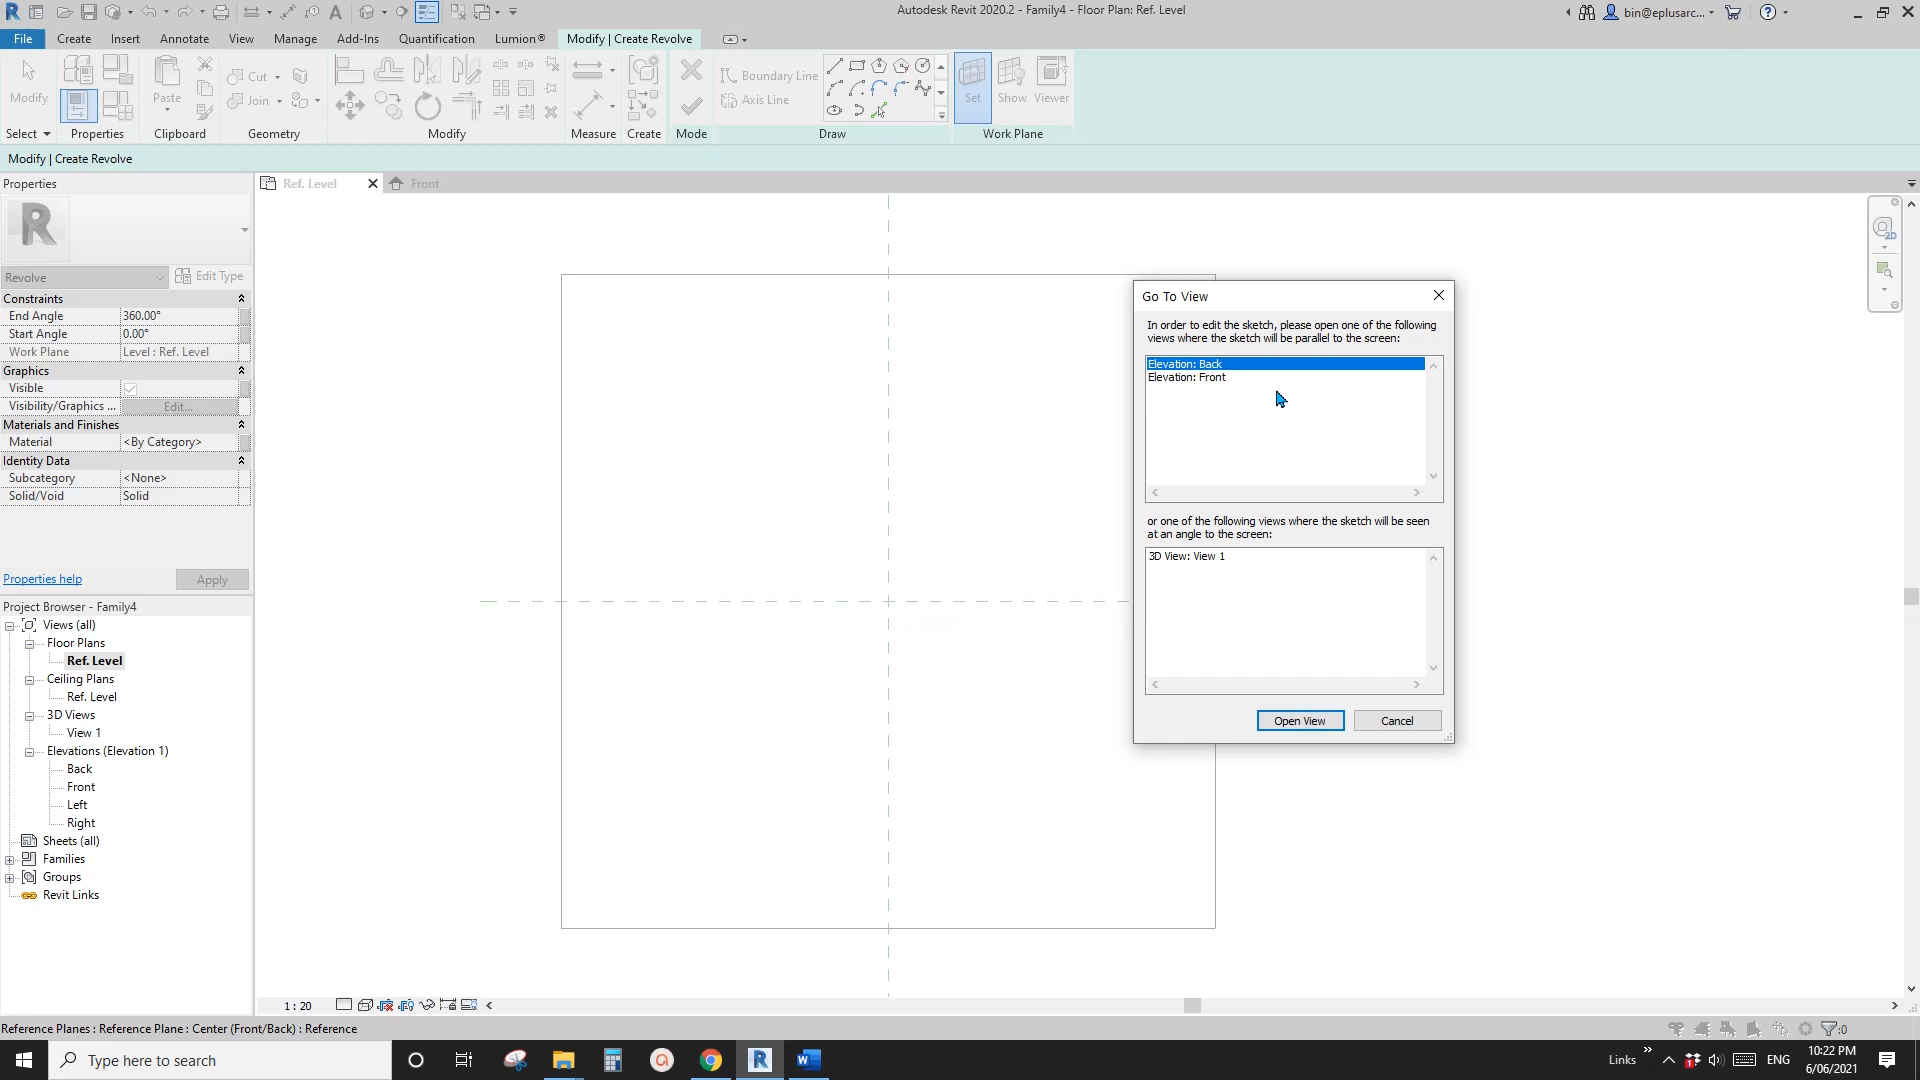 Autodesk Revit 2020.2 - Family4 - Floor Plan: Ref. Level
bin@eplusarc...
File Create Insert Annotate View Manage Add-Ins Quantification Lumion® Modify | Create Revolve
Modify
Paste
Cut
Join
Boundary Line
Axis Line
Set Show Viewer
Select Properties Clipboard Geometry Modify Measure Create Mode Draw Work Plane
Modify | Create Revolve
Properties
Ref. Level
Front
Revolve
Edit Type
Constraints
End Angle 360.00°
Start Angle 0.00°
Work Plane Level : Ref. Level
Graphics
Visible
Visibility/Graphics ... Edit...
Materials and Finishes
Material <By Category>
Identity Data
Subcategory <None>
Solid/Void Solid
Properties help Apply
Project Browser - Family4
Views (all)
Floor Plans
Ref. Level
Ceiling Plans
Ref. Level
3D Views
View 1
Elevations (Elevation 1)
Back
Front
Left
Right
Sheets (all)
Families
Groups
Revit Links
Go To View
In order to edit the sketch, please open one of the following
views where the sketch will be parallel to the screen:
Elevation: Back
Elevation: Front
or one of the following views where the sketch will be seen
at an angle to the screen:
3D View: View 1
Open View Cancel
1 : 20
Reference Planes : Reference Plane : Center (Front/Back) : Reference
:0
Type here to search
Links
ENG
10:22 PM
6/06/2021